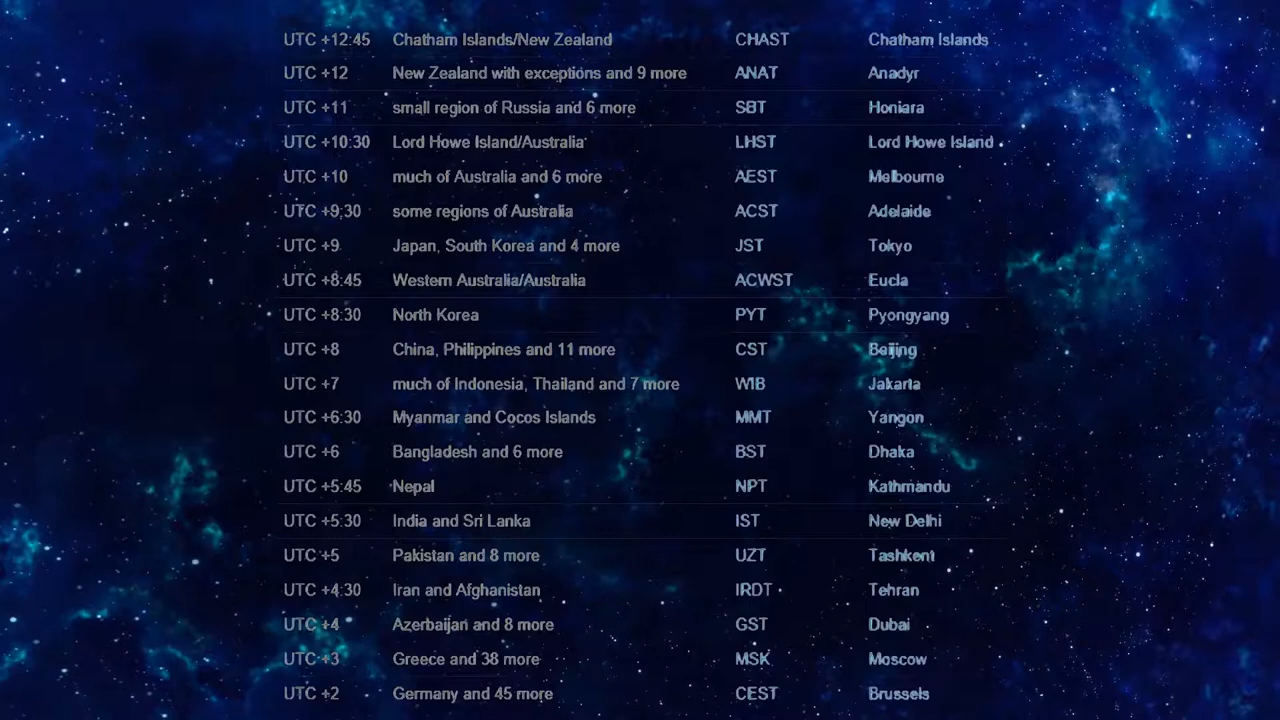 UTC +12:45 Chatham Islands/New Zealand CHAST Chatham Islands
UTC +12 New Zealand with exceptions and 9 more ANAT Anadyr
UTC +11 small region of Russia and 6 more SBT Honiara
UTC +10:30 Lord Howe Island/Australia LHST Lord Howe Island
UTC +10 much of Australia and 6 more AEST Melbourne
UTC +9:30 some regions of Australia ACST Adelaide
UTC +9 Japan, South Korea and 4 more JST Tokyo
UTC +8:45 Western Australia/Australia ACWST Eucla
UTC +8:30 North Korea PYT Pyongyang
UTC +8 China, Philippines and 11 more CST Beijing
UTC +7 much of Indonesia, Thailand and 7 more WIB Jakarta
UTC +6:30 Myanmar and Cocos Islands MMT Yangon
UTC +6 Bangladesh and 6 more BST Dhaka
UTC +5:45 Nepal NPT Kathmandu
UTC +5:30 India and Sri Lanka IST New Delhi
UTC +5 Pakistan and 8 more UZT Tashkent
UTC +4:30 Iran and Afghanistan IRDT Tehran
UTC +4 Azerbaijan and 8 more GST Dubai
UTC +3 Greece and 38 more MSK Moscow
UTC +2 Germany and 45 more CEST Brussels